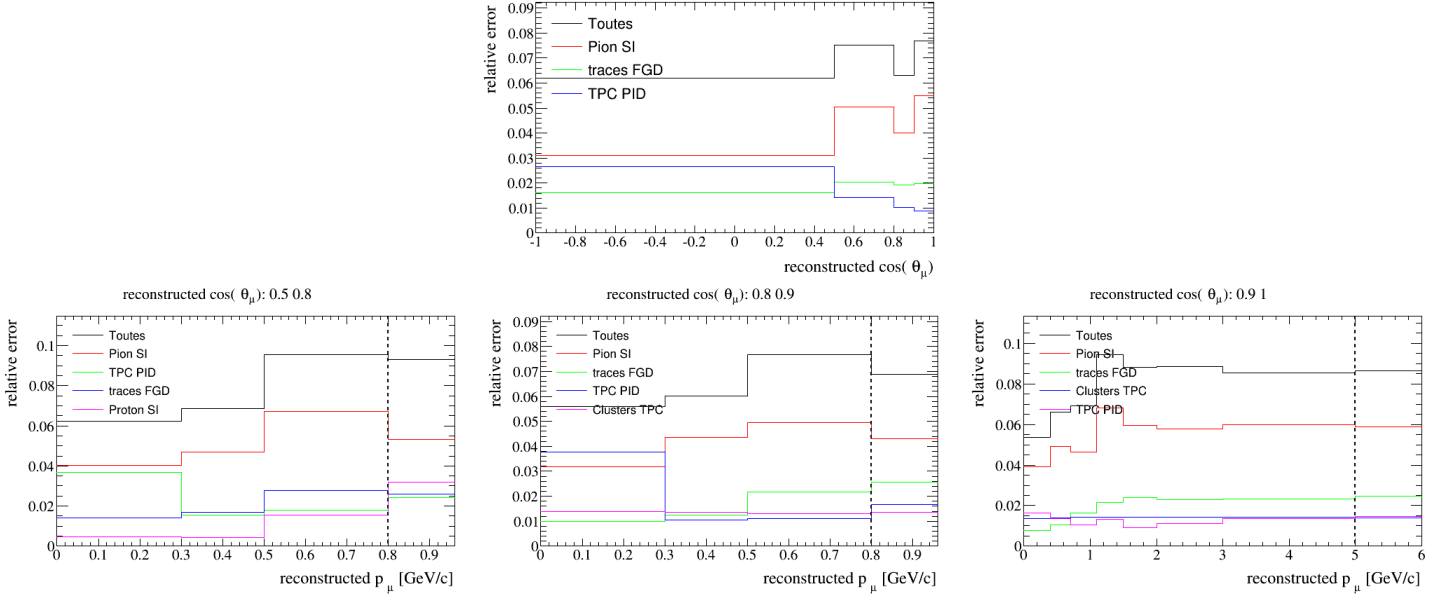 relative error
0.09
0.08
0.07
0.06
0.05
0.04
0.03
0.02
0.01
0
Toutes
Pion SI
traces FGD
TPC PID
-1 -0.8 -0.6 -0.4 -0.2 0 0.2 0.4 0.6 0.8 1
reconstructed cos( θμ)
reconstructed cos( θμ): 0.5 0.8
relative error
0.1
0.08
0.06
0.04
0.02
0
Toutes
Pion SI
TPC PID
traces FGD
Proton SI
0 0.1 0.2 0.3 0.4 0.5 0.6 0.7 0.8 0.9
reconstructed pμ [GeV/c]
reconstructed cos( θμ): 0.8 0.9
relative error
0.09
0.08
0.07
0.06
0.05
0.04
0.03
0.02
0.01
0
Toutes
Pion SI
traces FGD
TPC PID
Clusters TPC
0 0.1 0.2 0.3 0.4 0.5 0.6 0.7 0.8 0.9
reconstructed pμ [GeV/c]
reconstructed cos( θμ): 0.9 1
relative error
0.1
0.08
0.06
0.04
0.02
0
Toutes
Pion SI
traces FGD
Clusters TPC
TPC PID
0 1 2 3 4 5 6
reconstructed pμ [GeV/c]